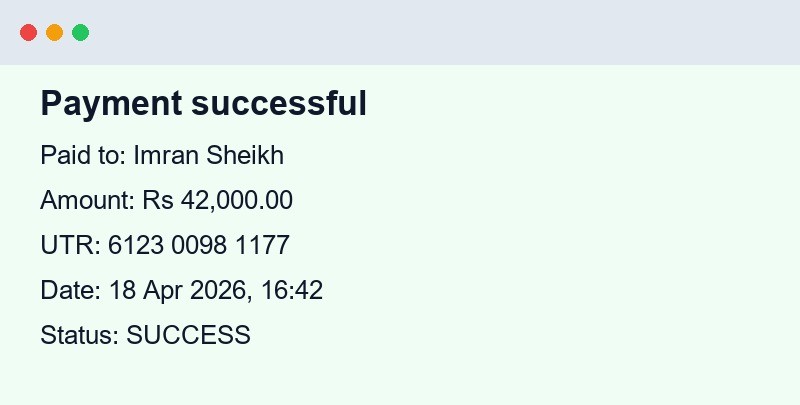 Payment successful
Paid to: Imran Sheikh
Amount: Rs 42,000.00
UTR: 6123 0098 1177
Date: 18 Apr 2026, 16:42
Status: SUCCESS